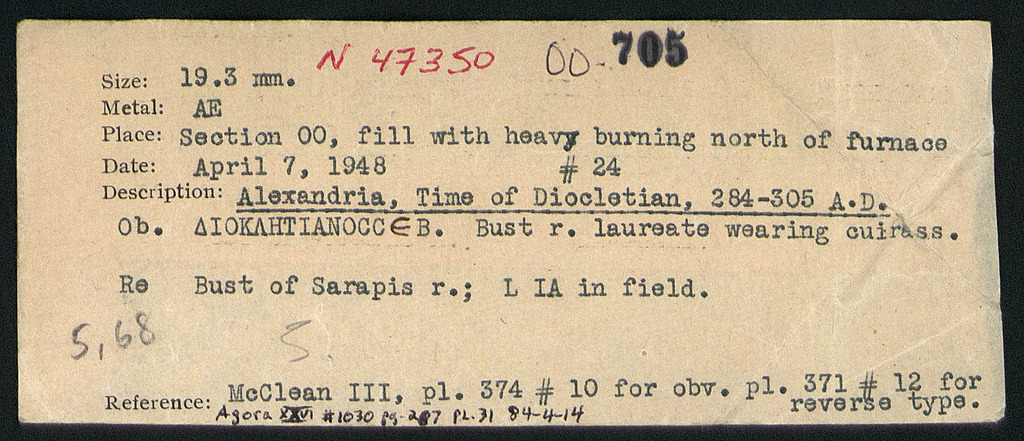 N 47350 OO-705
Size: 19.3 mm.
Metal: AE
Place: Section OO, fill with heavy burning north of furnace
Date: April 7, 1948 # 24
Description: Alexandria, Time of Diocletian, 284-305 A.D.
Ob. ΔΙΟΚΛΗΤΙΑΝΟCC∈B. Bust r. laureate wearing cuirass.
Re Bust of Sarapis r.; L IA in field.
5,68 5.
Reference: McClean III, pl. 374 # 10 for obv. pl. 371 # 12 for
reverse type.
Agora XXVI #1030 pg-287 PL.31 84-4-14